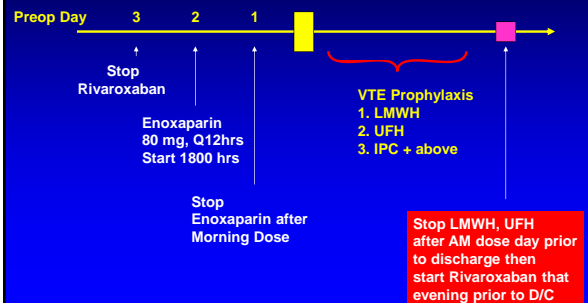 Preop Day 3 2 1
Stop
Rivaroxaban
Enoxaparin
80 mg, Q12hrs
Start 1800 hrs
Stop
Enoxaparin after
Morning Dose
VTE Prophylaxis
1. LMWH
2. UFH
3. IPC + above
Stop LMWH, UFH
after AM dose day prior
to discharge then
start Rivaroxaban that
evening prior to D/C